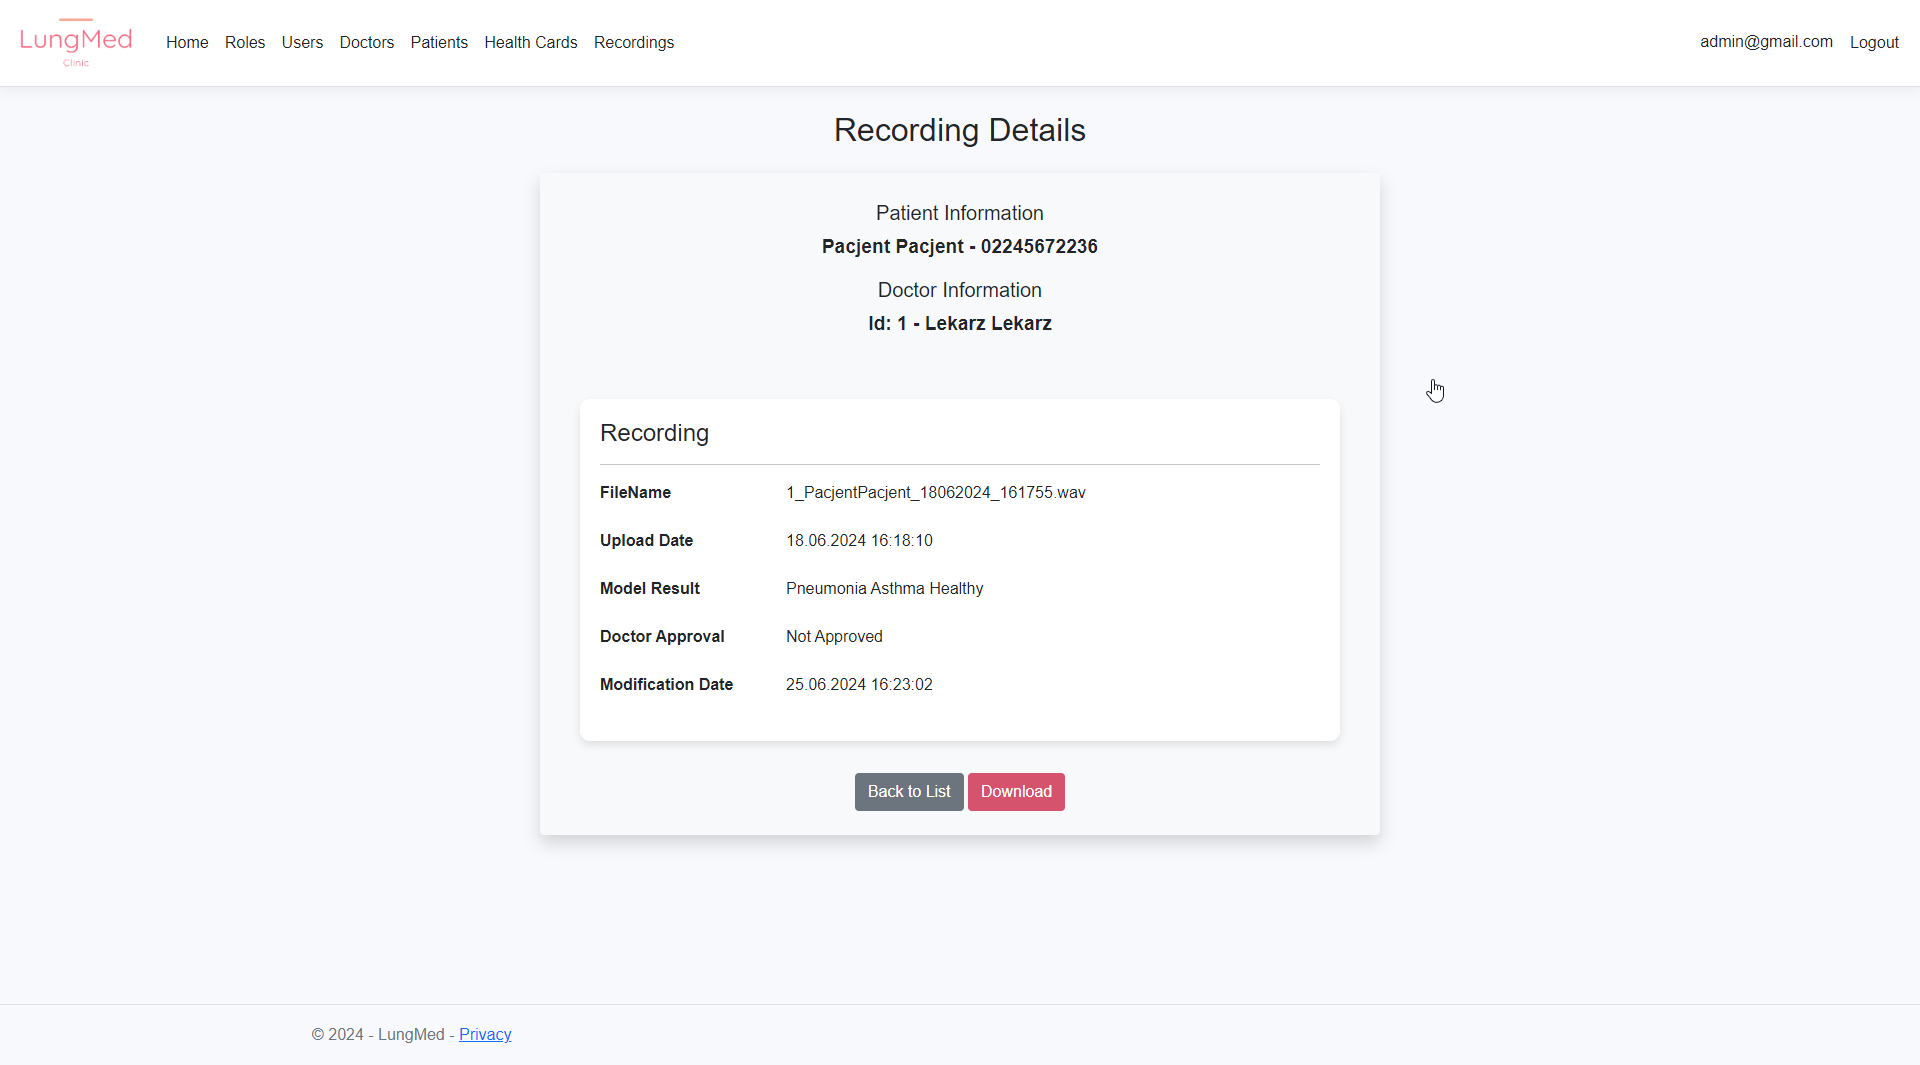 LungMed
Clinic
Home Roles Users Doctors Patients Health Cards Recordings
admin@gmail.com Logout
Recording Details
Patient Information
Pacjent Pacjent - 02245672236
Doctor Information
Id: 1 - Lekarz Lekarz
Recording
FileName 1_PacjentPacjent_18062024_161755.wav
Upload Date 18.06.2024 16:18:10
Model Result Pneumonia Asthma Healthy
Doctor Approval Not Approved
Modification Date 25.06.2024 16:23:02
Back to List Download
© 2024 - LungMed - Privacy